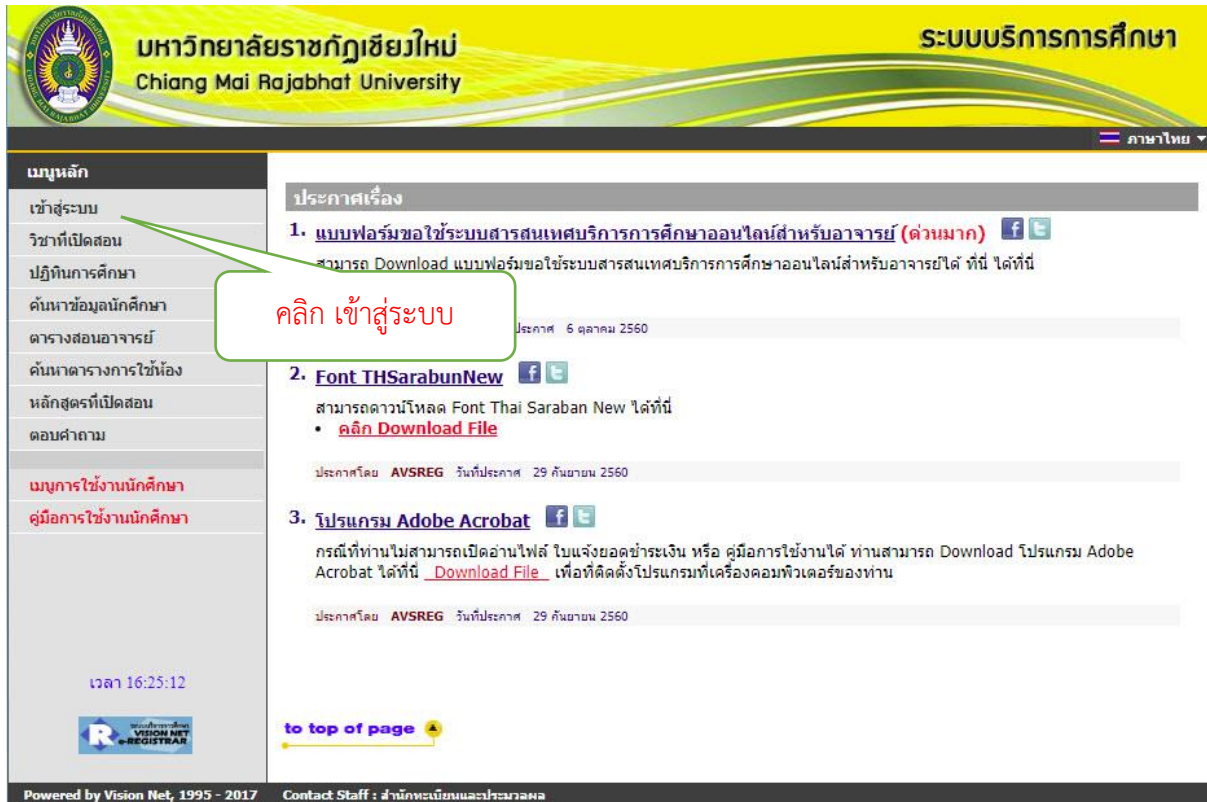 มหาวิทยาลัยราชภัฏเชียงใหม่
Chiang Mai Rajabhat University
ระบบบริการการศึกษา
ภาษาไทย
เมนูหลัก
เข้าสู่ระบบ
วิชาที่เปิดสอน
ปฏิทินการศึกษา
ค้นหาข้อมูลนักศึกษา
ตารางสอนอาจารย์
ค้นหาตารางการใช้ห้อง
หลักสูตรที่เปิดสอน
ตอบคำถาม
เมนูการใช้งานนักศึกษา
คู่มือการใช้งานนักศึกษา
เวลา 16:25:12
ระบบบริการการศึกษา
VISION NET
e-REGISTRAR
คลิก เข้าสู่ระบบ
ประกาศเรื่อง
1. แบบฟอร์มขอใช้ระบบสารสนเทศบริการการศึกษาออนไลน์สำหรับอาจารย์ (ด่วนมาก)
สามารถ Download แบบฟอร์มขอใช้ระบบสารสนเทศบริการการศึกษาออนไลน์สำหรับอาจารย์ได้ ที่นี่ ได้ที่นี่
ประกาศ 6 ตุลาคม 2560
2. Font THSarabunNew
สามารถดาวน์โหลด Font Thai Saraban New ได้ที่นี่
• คลิก Download File
ประกาศโดย AVSREG วันที่ประกาศ 29 กันยายน 2560
3. โปรแกรม Adobe Acrobat
กรณีที่ท่านไม่สามารถเปิดอ่านไฟล์ ใบแจ้งยอดชำระเงิน หรือ คู่มือการใช้งานได้ ท่านสามารถ Download โปรแกรม Adobe
Acrobat ได้ที่นี่ Download File เพื่อที่ติดตั้งโปรแกรมที่เครื่องคอมพิวเตอร์ของท่าน
ประกาศโดย AVSREG วันที่ประกาศ 29 กันยายน 2560
to top of page
Powered by Vision Net, 1995 - 2017 Contact Staff : สำนักทะเบียนและประมวลผล